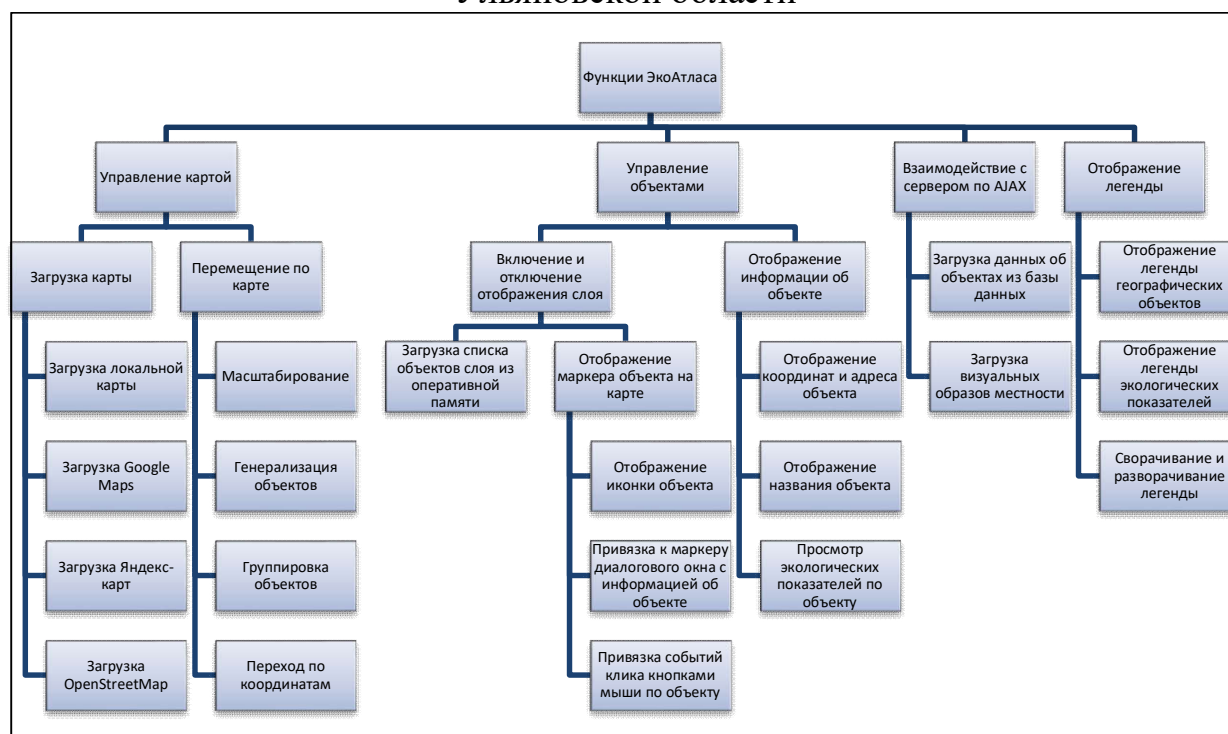 Ульяновской области
Функции ЭкоАтласа
Управление картой
Управление
объектами
Взаимодействие с
сервером по AJAX
Отображение
легенды
Загрузка карты
Перемещение по
карте
Включение и
отключение
отображения слоя
Отображение
информации об
объекте
Загрузка данных об
объектах из базы
данных
Отображение
легенды
географических
объектов
Загрузка локальной
карты
Масштабирование
Загрузка списка
объектов слоя из
оперативной
памяти
Отображение
маркера объекта на
карте
Отображение
координат и адреса
объекта
Загрузка
визуальных
образов местности
Отображение
легенды
экологических
показателей
Загрузка Google
Maps
Генерализация
объектов
Отображение
иконки объекта
Отображение
названия объекта
Сворачивание и
разворачивание
легенды
Загрузка Яндекс-
карт
Группировка
объектов
Привязка к маркеру
диалогового окна с
информацией об
объекте
Просмотр
экологических
показателей по
объекту
Загрузка
OpenStreetMap
Переход по
координатам
Привязка событий
клика кнопками
мыши по объекту